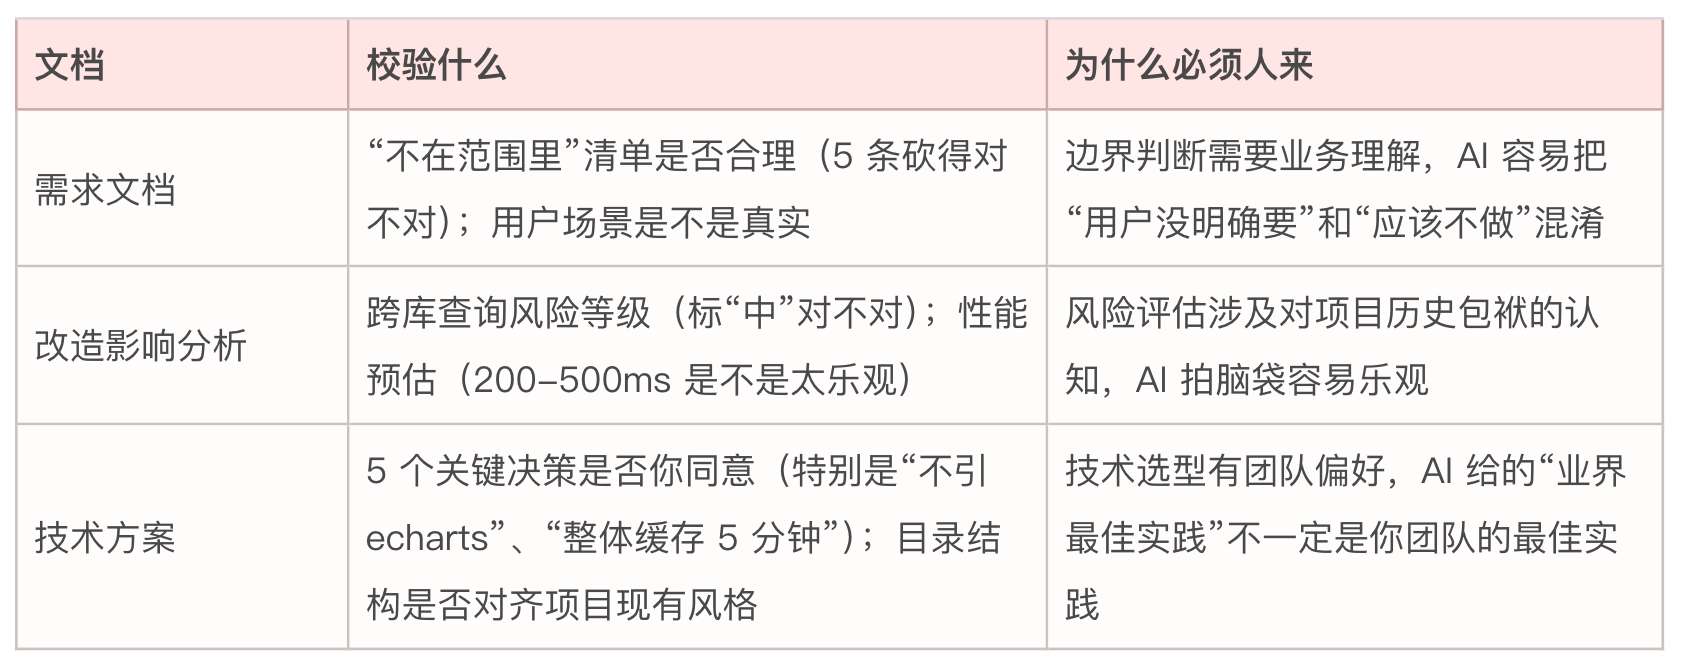 文档
校验什么
为什么必须人来
需求文档
“不在范围里”清单是否合理（5 条砍得对
不对）；用户场景是不是真实
边界判断需要业务理解，AI 容易把
“用户没明确要”和“应该不做”混淆
改造影响分析
跨库查询风险等级（标“中”对不对）；性能
预估（200–500ms 是不是太乐观）
风险评估涉及对项目历史包袱的认
知，AI 拍脑袋容易乐观
技术方案
5 个关键决策是否你同意（特别是“不引
echarts”、“整体缓存 5 分钟”）；目录结
构是否对齐项目现有风格
技术选型有团队偏好，AI 给的“业界
最佳实践”不一定是你团队的最佳实
践